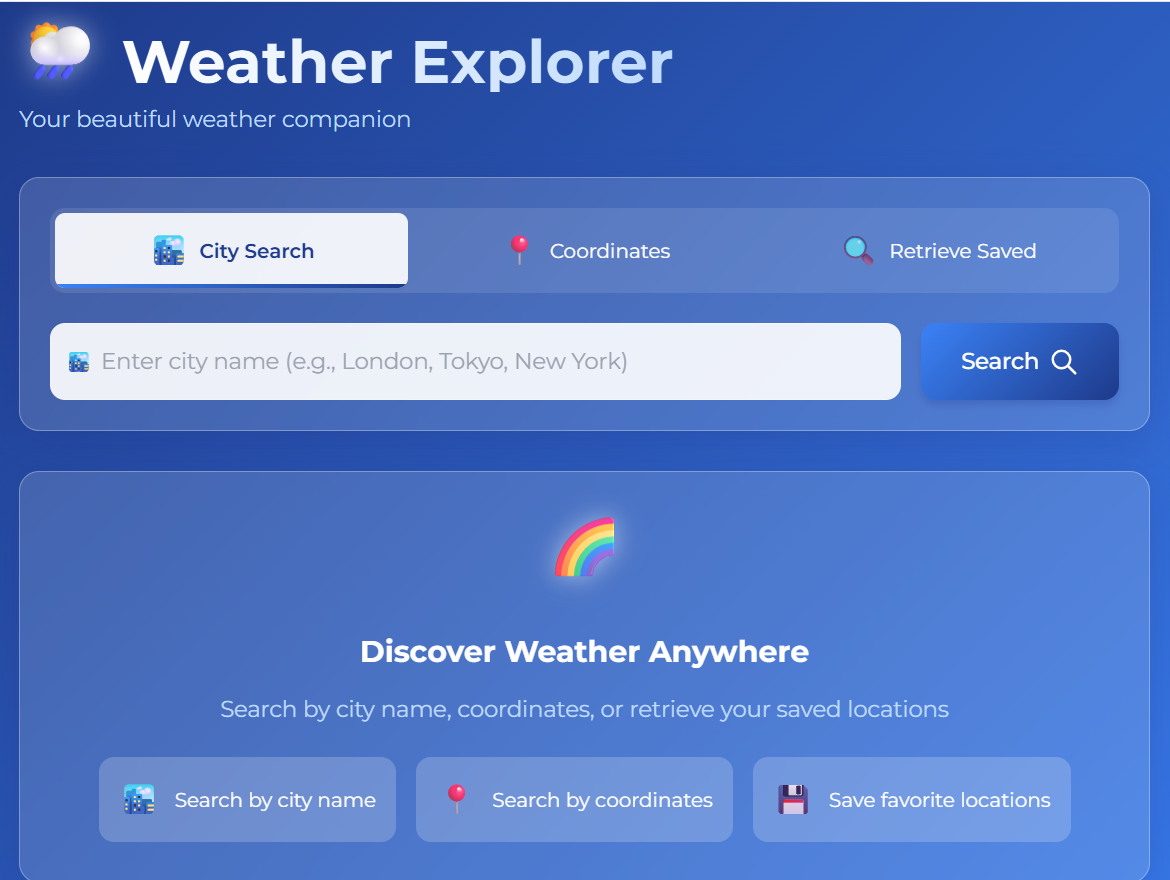 Weather Explorer
Your beautiful weather companion
City Search
Coordinates
Retrieve Saved
Enter city name (e.g., London, Tokyo, New York)
Search
Discover Weather Anywhere
Search by city name, coordinates, or retrieve your saved locations
Search by city name
Search by coordinates
Save favorite locations